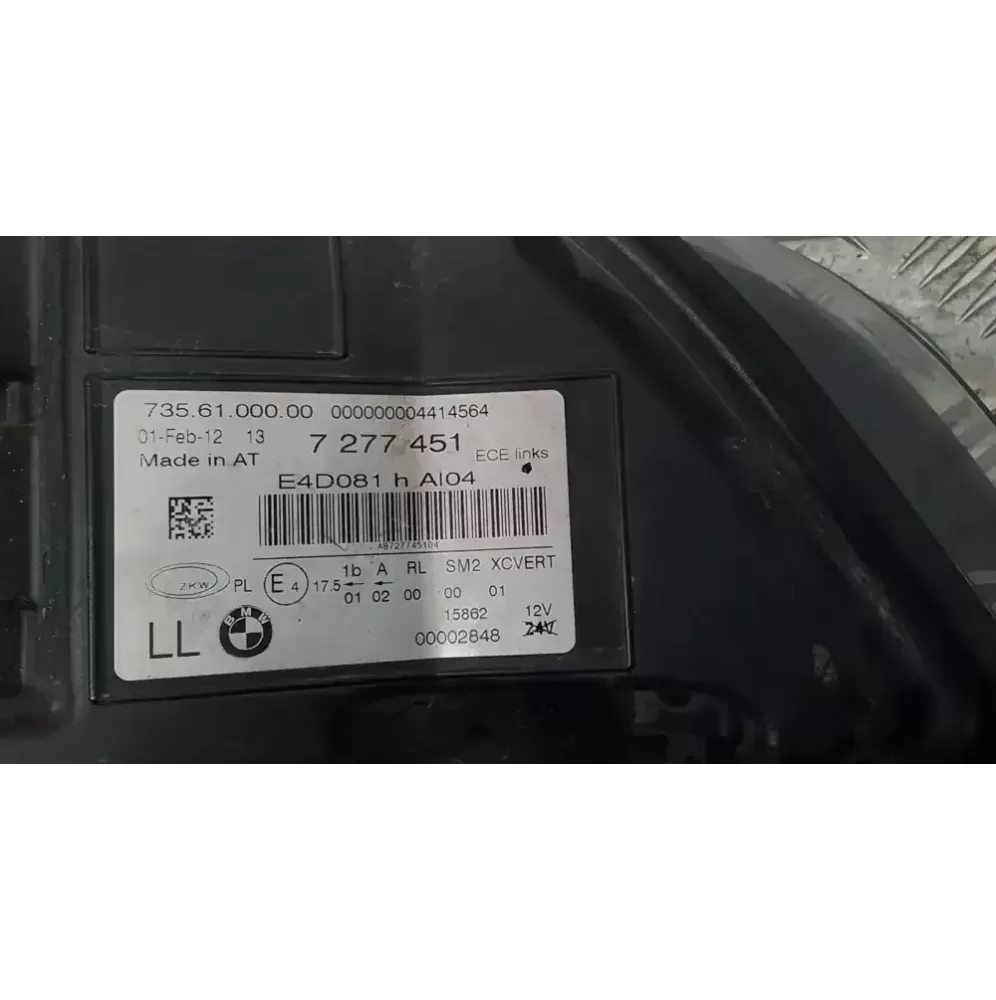 735.61.000.00 000000004414564
01-Feb-12 13 7 277 451 ECE links
Made in AT
E4D081 h AI04
A8727745104
1b A RL SM2 XCVERT
ZKW PL E4 17.5 ← ←
01 02 00 00 01
15862 12V
LL BMW 00002848 24V